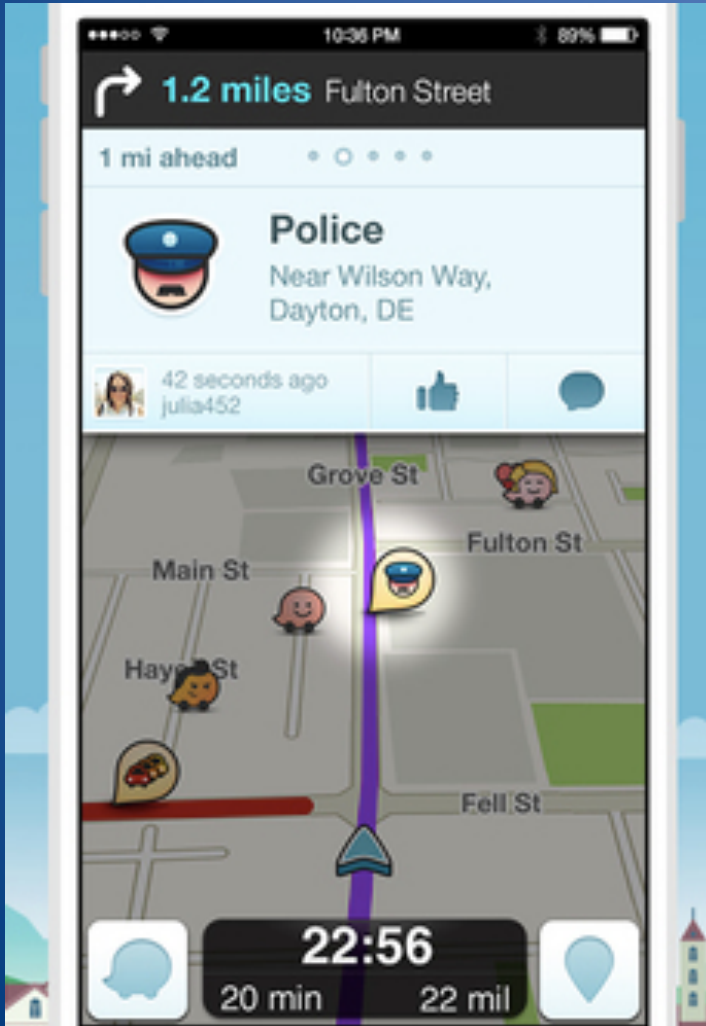 10:36 PM
89%
1.2 miles Fulton Street
1 mi ahead
Police
Near Wilson Way,
Dayton, DE
42 seconds ago
julia452
Grove St
Fulton St
Main St
Fell St
22:56
20 min 22 mil